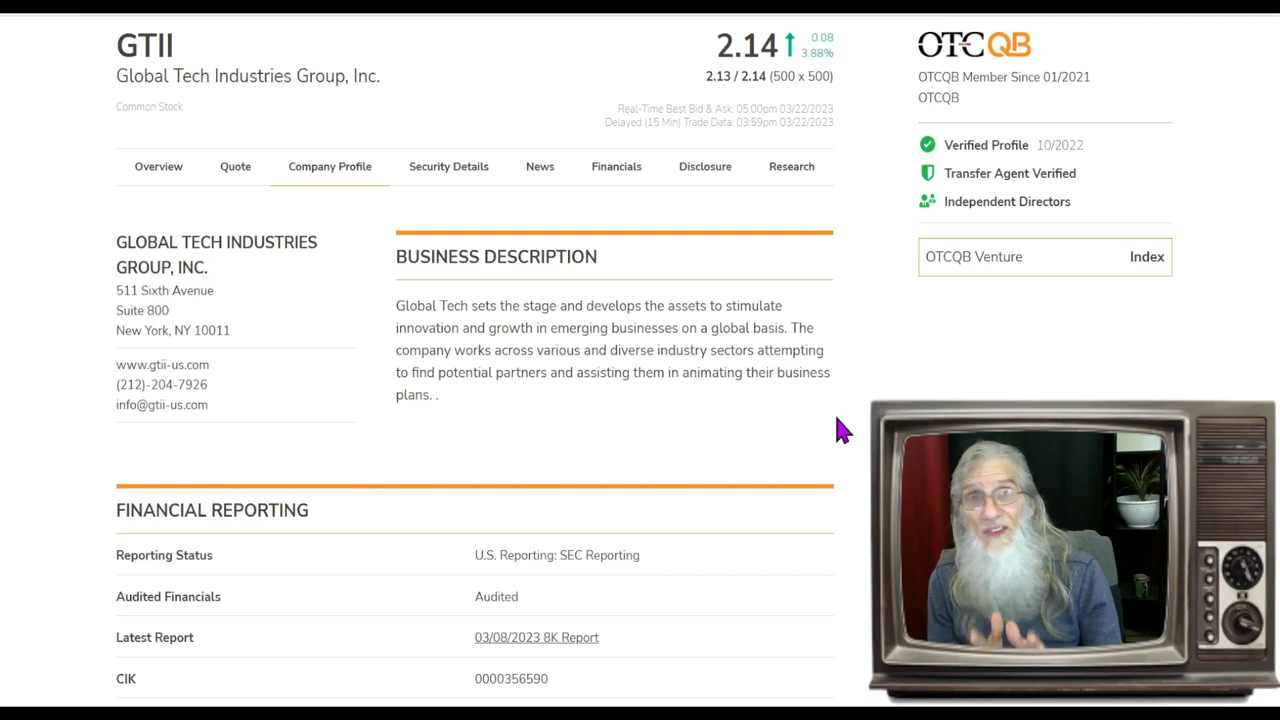 GTII
Global Tech Industries Group, Inc.
Common Stock
2.14
0.08
3.88%
2.13 / 2.14 (500 x 500)
Real-Time Best Bid & Ask: 05:00pm 03/22/2023
Delayed (15 Min) Trade Data: 03:59pm 03/22/2023
OTCQB
OTCQB Member Since 01/2021
OTCQB
Verified Profile 10/2022
Transfer Agent Verified
Independent Directors
OTCQB Venture Index
Overview Quote Company Profile Security Details News Financials Disclosure Research
GLOBAL TECH INDUSTRIES
GROUP, INC.
511 Sixth Avenue
Suite 800
New York, NY 10011
www.gtii-us.com
(212)-204-7926
info@gtii-us.com
BUSINESS DESCRIPTION
Global Tech sets the stage and develops the assets to stimulate
innovation and growth in emerging businesses on a global basis. The
company works across various and diverse industry sectors attempting
to find potential partners and assisting them in animating their business
plans. .
FINANCIAL REPORTING
Reporting Status U.S. Reporting: SEC Reporting
Audited Financials Audited
Latest Report 03/08/2023 8K Report
CIK 0000356590